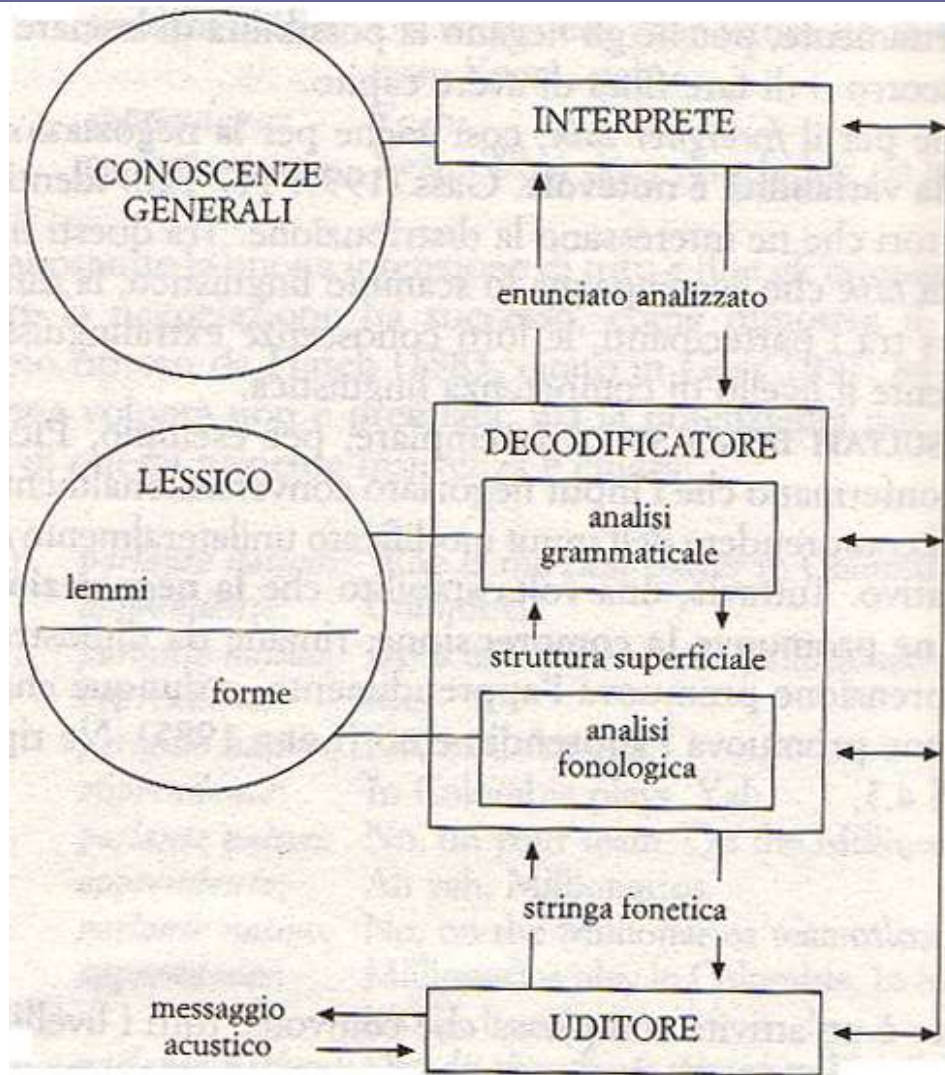 INTERPRETE
CONOSCENZE
GENERALI
enunciato analizzato
DECODIFICATORE
LESSICO
analisi
grammaticale
lemmi
struttura superficiale
forme
analisi
fonologica
stringa fonetica
messaggio
acustico
UDITORE